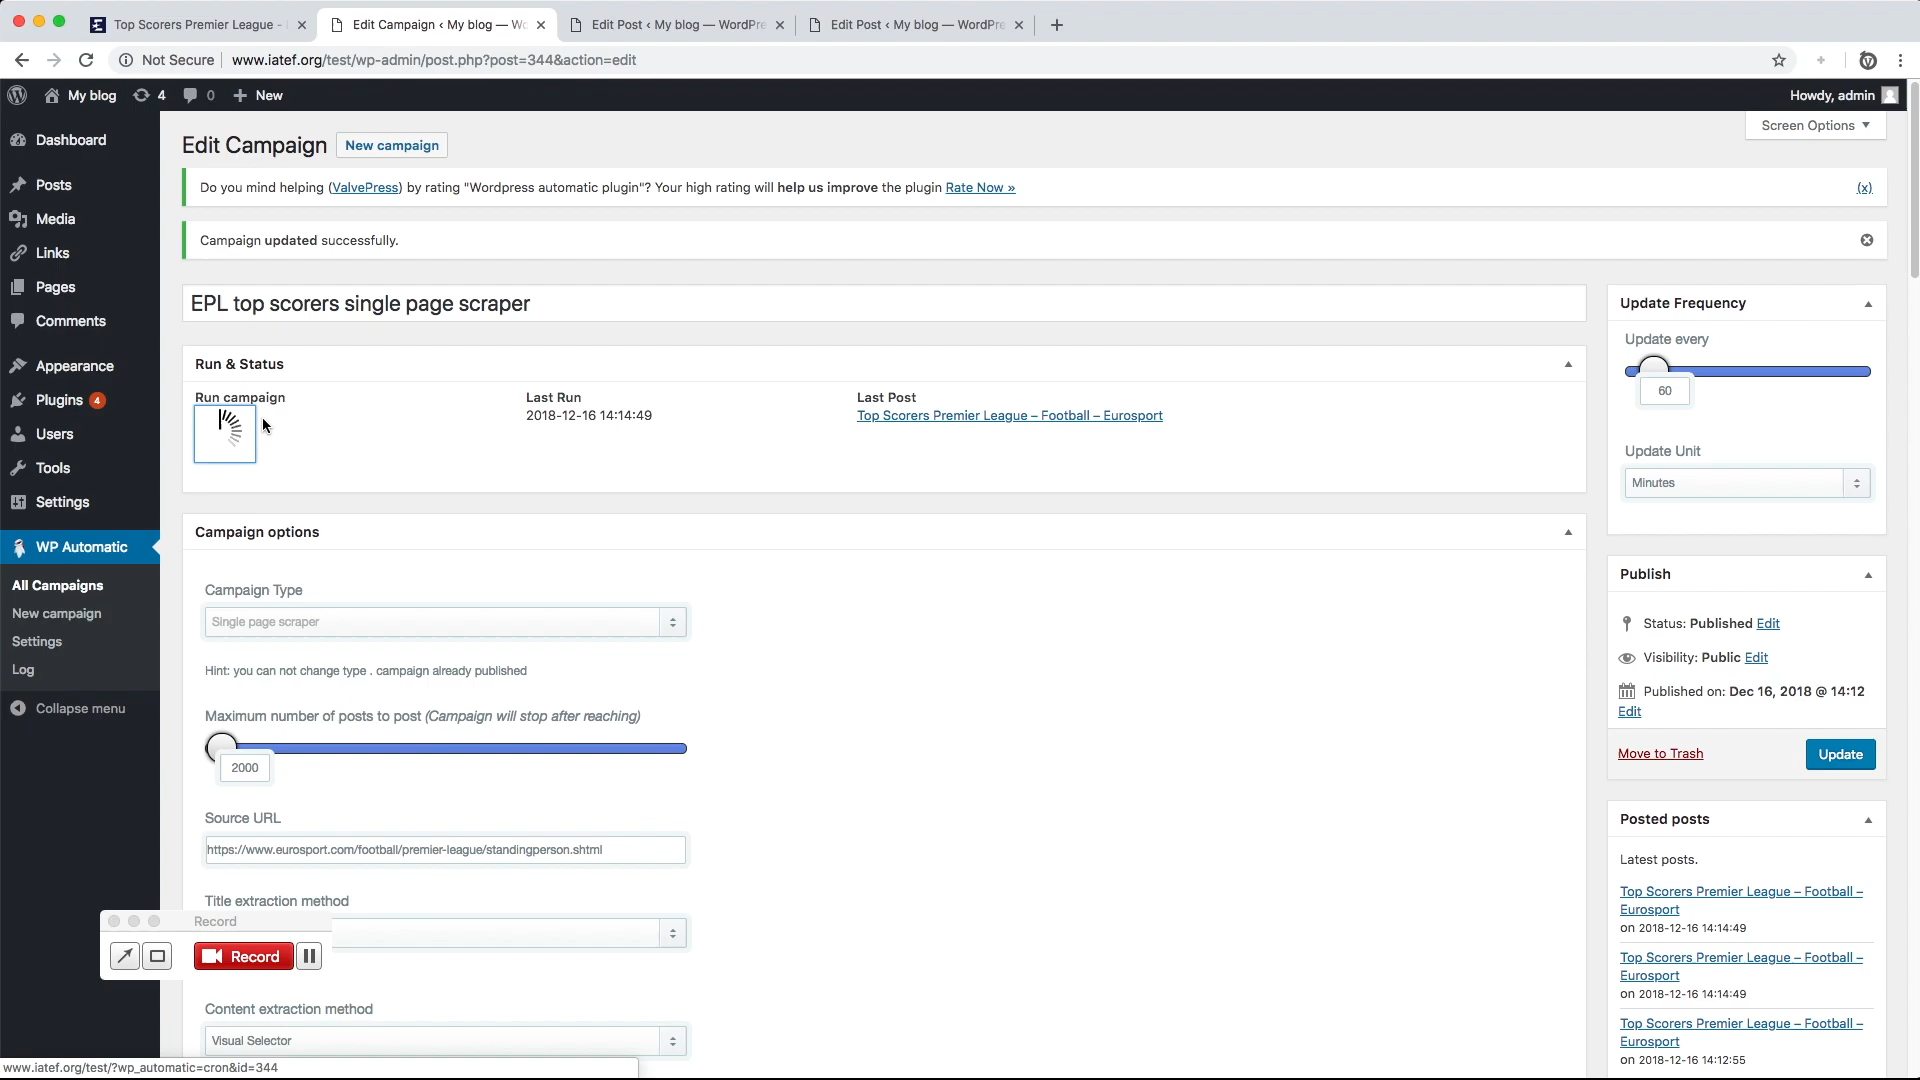 Top Scorers Premier League -
Edit Campaign ‹ My blog — Wo
Edit Post ‹ My blog — WordPre
Edit Post ‹ My blog — WordPre
Not Secure
www.iatef.org/test/wp-admin/post.php?post=344&action=edit
My blog
4
0
New
Howdy, admin
Screen Options
Dashboard
Posts
Media
Links
Pages
Comments
Appearance
Plugins 4
Users
Tools
Settings
WP Automatic
All Campaigns
New campaign
Settings
Log
Collapse menu
Edit Campaign
New campaign
Do you mind helping (ValvePress) by rating "Wordpress automatic plugin"? Your high rating will help us improve the plugin Rate Now »
(x)
Campaign updated successfully.
EPL top scorers single page scraper
Run & Status
Run campaign
Last Run
2018-12-16 14:14:49
Last Post
Top Scorers Premier League – Football – Eurosport
Campaign options
Campaign Type
Single page scraper
Hint: you can not change type . campaign already published
Maximum number of posts to post (Campaign will stop after reaching)
2000
Source URL
https://www.eurosport.com/football/premier-league/standingperson.shtml
Title extraction method
Content extraction method
Visual Selector
Record
Record
www.iatef.org/test/?wp_automatic=cron&id=344
Update Frequency
Update every
60
Update Unit
Minutes
Publish
Status: Published Edit
Visibility: Public Edit
Published on: Dec 16, 2018 @ 14:12
Edit
Move to Trash
Update
Posted posts
Latest posts.
Top Scorers Premier League – Football –
Eurosport
on 2018-12-16 14:14:49
Top Scorers Premier League – Football –
Eurosport
on 2018-12-16 14:14:49
Top Scorers Premier League – Football –
Eurosport
on 2018-12-16 14:12:55